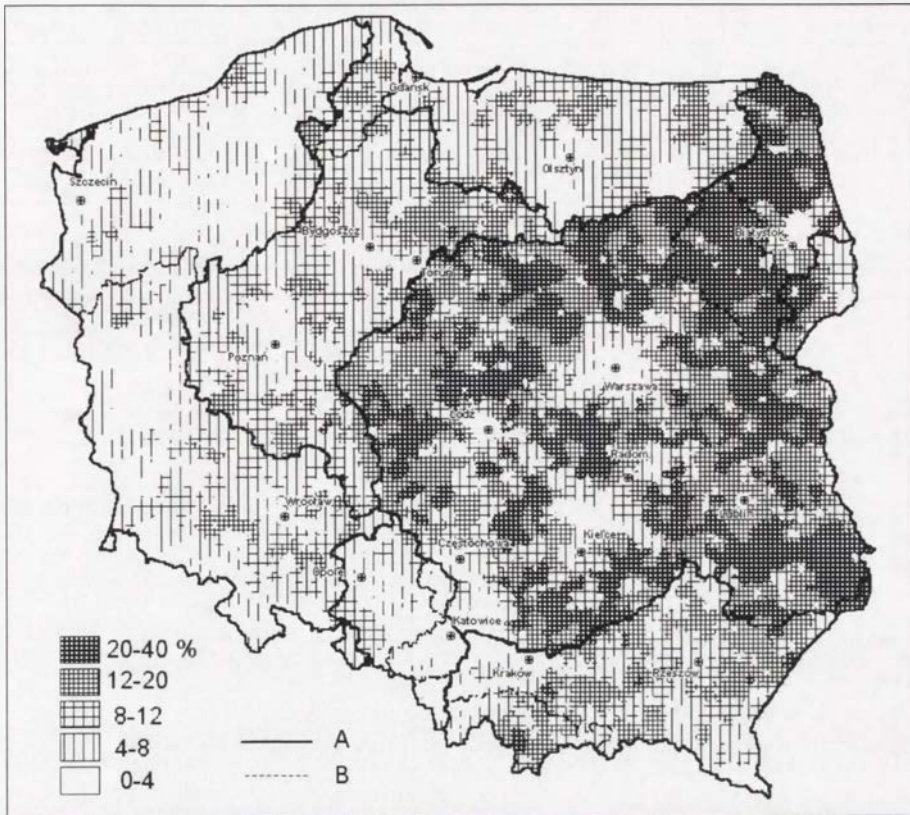 Gdańsk
Olsztyn
Szczecin
Bydgoszcz
Białystok
Toruń
Poznań
Warszawa
Łódź
Radom
Wrocław
Lublin
Częstochowa
Kielce
Opole
Katowice
Kraków
Rzeszów
20-40 %
12-20
8-12
4-8
0-4
A
B